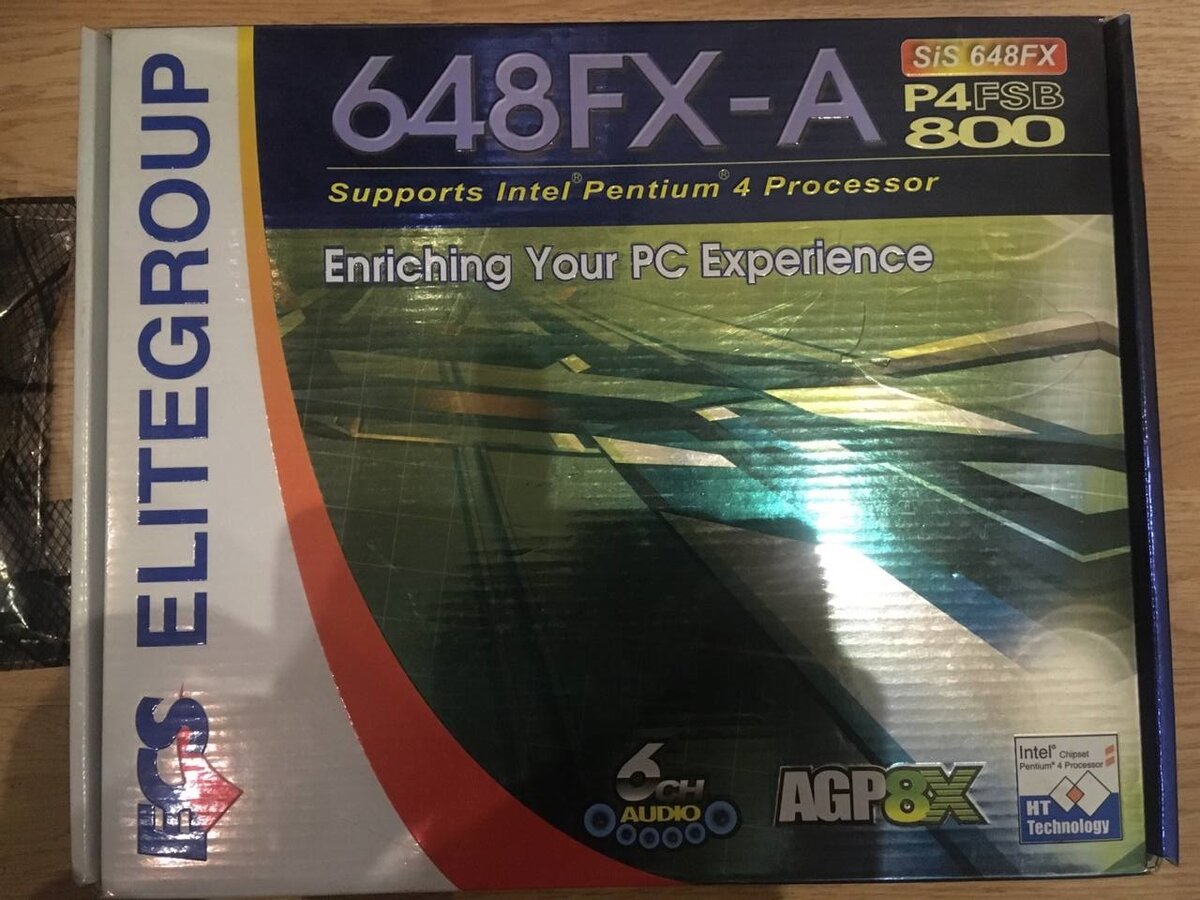 ECS ELITEGROUP
648FX-A
SiS 648FX
P4FSB
800
Supports Intel® Pentium® 4 Processor
Enriching Your PC Experience
6CH
AUDIO
AGP8X
Intel® Chipset
Pentium® 4 Processor
HT
Technology